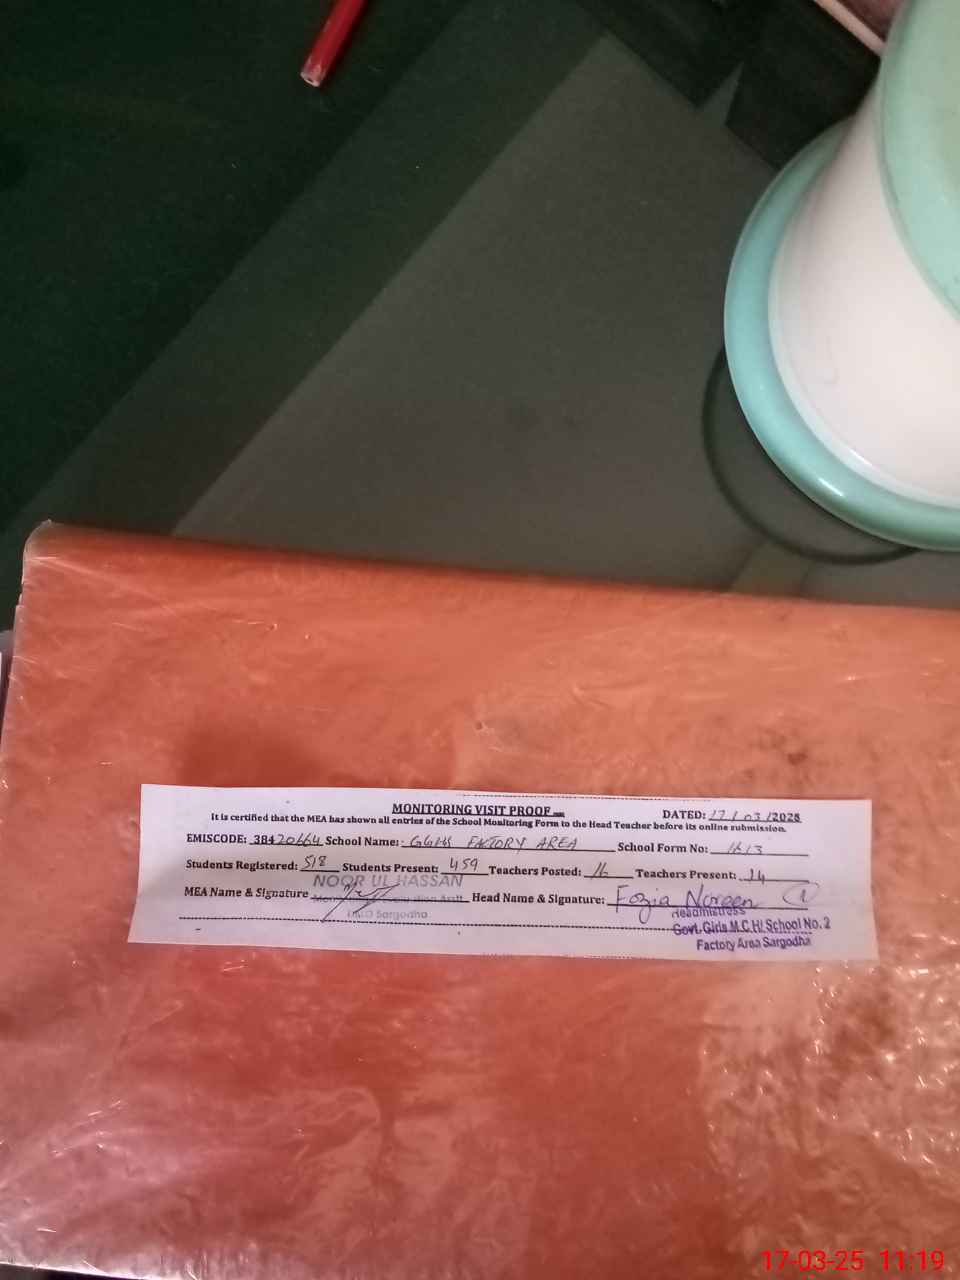 MONITORING VISIT PROOF
DATED: 17/03/2025
It is certified that the MEA has shown all entries of the School Monitoring Form to the Head Teacher before its online submission.
EMISCODE: 38420664 School Name: FACTORY AREA School Form No: 1613
Students Registered: 518 Students Present: 459 Teachers Posted: 16 Teachers Present: 14
NOOR UL HASSAN
MEA Name & Signature Head Name & Signature: Fozia Noreen 1
Sargodha
Headmistress
Govt. Girls M.C.H/ School No. 2
Factory Area Sargodha
17-03-25 11:19